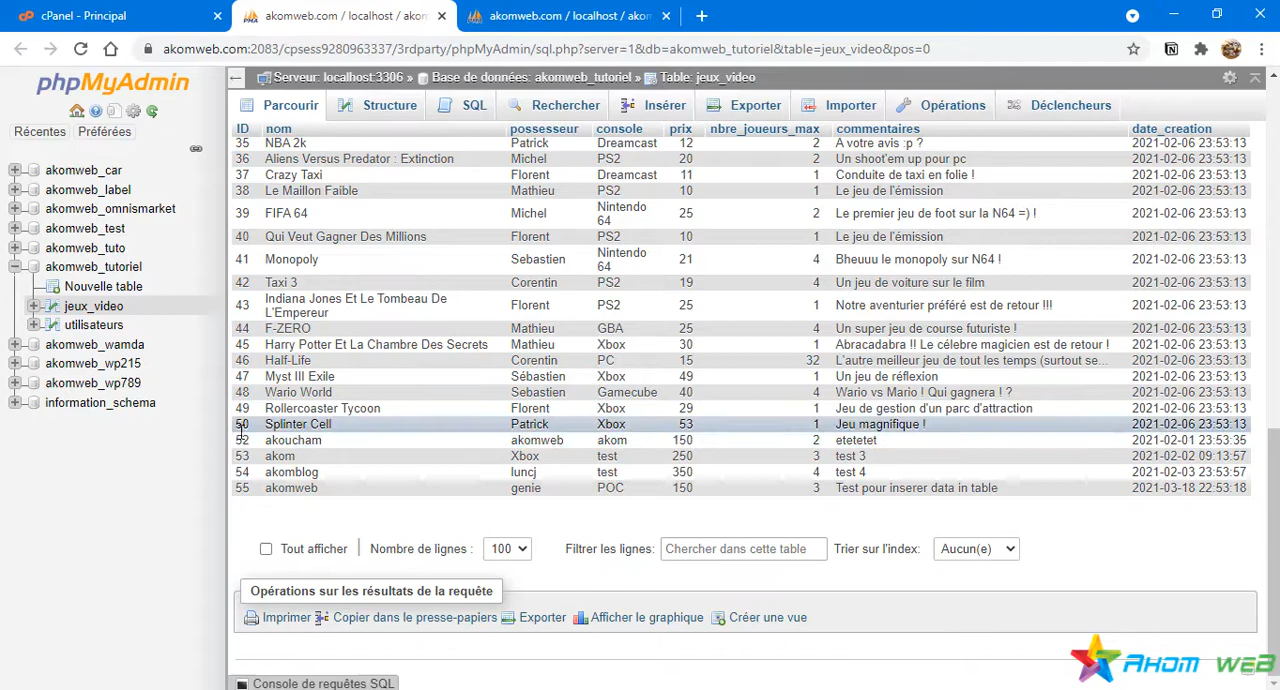 cPanel - Principal
akomweb.com / localhost / akom
akomweb.com / localhost / akom
akomweb.com:2083/cpsess9280963337/3rdparty/phpMyAdmin/sql.php?server=1&db=akomweb_tutoriel&table=jeux_video&pos=0
phpMyAdmin
Récentes Préférées
akomweb_car
akomweb_label
akomweb_omnismarket
akomweb_test
akomweb_tuto
akomweb_tutoriel
Nouvelle table
jeux_video
utilisateurs
akomweb_wamda
akomweb_wp215
akomweb_wp789
information_schema
Serveur: localhost:3306 » Base de données: akomweb_tutoriel » Table: jeux_video
Parcourir Structure SQL Rechercher Insérer Exporter Importer Opérations Déclencheurs
ID nom possesseur console prix nbre_joueurs_max commentaires date_creation
35 NBA 2k Patrick Dreamcast 12 2 A votre avis :p ? 2021-02-06 23:53:13
36 Aliens Versus Predator : Extinction Michel PS2 20 2 Un shoot'em up pour pc 2021-02-06 23:53:13
37 Crazy Taxi Florent Dreamcast 11 1 Conduite de taxi en folie ! 2021-02-06 23:53:13
38 Le Maillon Faible Mathieu PS2 10 1 Le jeu de l'émission 2021-02-06 23:53:13
39 FIFA 64 Michel Nintendo 64 25 2 Le premier jeu de foot sur la N64 =) ! 2021-02-06 23:53:13
40 Qui Veut Gagner Des Millions Florent PS2 10 1 Le jeu de l'émission 2021-02-06 23:53:13
41 Monopoly Sebastien Nintendo 64 21 4 Bheuuu le monopoly sur N64 ! 2021-02-06 23:53:13
42 Taxi 3 Corentin PS2 19 4 Un jeu de voiture sur le film 2021-02-06 23:53:13
43 Indiana Jones Et Le Tombeau De L'Empereur Florent PS2 25 1 Notre aventurier préféré est de retour !!! 2021-02-06 23:53:13
44 F-ZERO Mathieu GBA 25 4 Un super jeu de course futuriste ! 2021-02-06 23:53:13
45 Harry Potter Et La Chambre Des Secrets Mathieu Xbox 30 1 Abracadabra !! Le célebre magicien est de retour ! 2021-02-06 23:53:13
46 Half-Life Corentin PC 15 32 L'autre meilleur jeu de tout les temps (surtout se... 2021-02-06 23:53:13
47 Myst III Exile Sébastien Xbox 49 1 Un jeu de réflexion 2021-02-06 23:53:13
48 Wario World Sebastien Gamecube 40 4 Wario vs Mario ! Qui gagnera ! ? 2021-02-06 23:53:13
49 Rollercoaster Tycoon Florent Xbox 29 1 Jeu de gestion d'un parc d'attraction 2021-02-06 23:53:13
50 Splinter Cell Patrick Xbox 53 1 Jeu magnifique ! 2021-02-06 23:53:13
52 akoucham akomweb akom 150 2 etetetet 2021-02-01 23:53:35
53 akom Xbox test 250 3 test 3 2021-02-02 09:13:57
54 akomblog luncj test 350 4 test 4 2021-02-03 23:53:57
55 akomweb genie POC 150 3 Test pour inserer data in table 2021-03-18 22:53:18
Tout afficher Nombre de lignes : 100 Filtrer les lignes: Chercher dans cette table Trier sur l'index: Aucun(e)
Opérations sur les résultats de la requête
Imprimer Copier dans le presse-papiers Exporter Afficher le graphique Créer une vue
Console de requêtes SQL
AKOM WEB